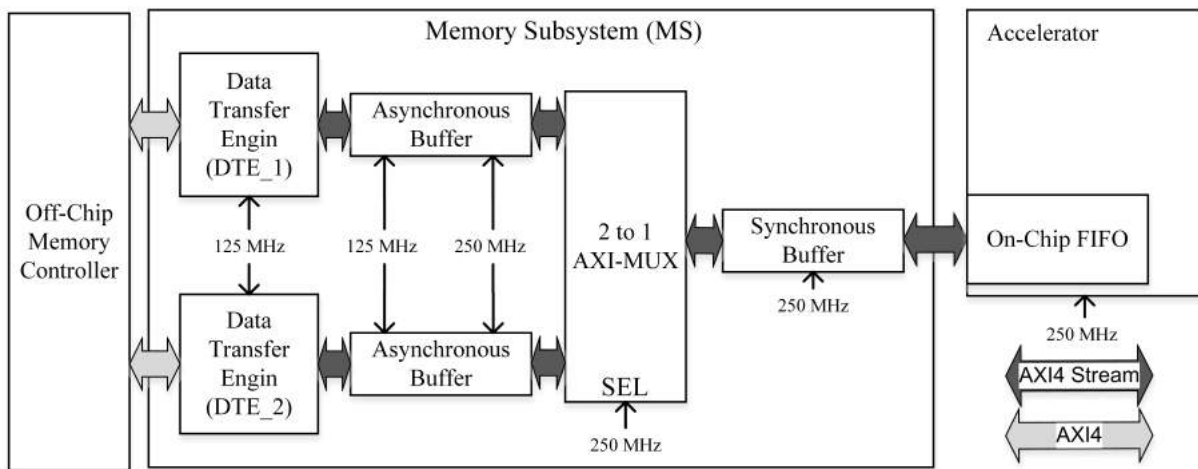 Memory Subsystem (MS)
Accelerator
Data
Transfer
Engin
(DTE_1)
Asynchronous
Buffer
Off-Chip
Memory
Controller
125 MHz
125 MHz
250 MHz
2 to 1
AXI-MUX
Synchronous
Buffer
On-Chip FIFO
250 MHz
250 MHz
Data
Transfer
Engin
(DTE_2)
Asynchronous
Buffer
SEL
250 MHz
AXI4 Stream
AXI4